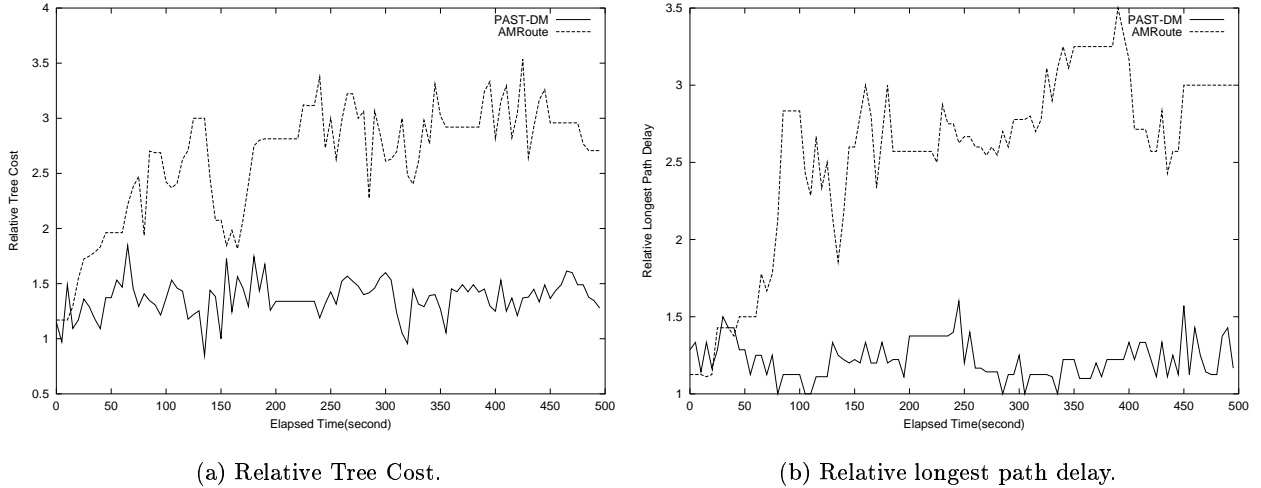 4
3.5
3
2.5
2
1.5
1
0.5
Relative Tree Cost
PAST-DM
AMRoute
0 50 100 150 200 250 300 350 400 450 500
Elapsed Time(second)
(a) Relative Tree Cost.
3.5
3
2.5
2
1.5
1
Relative Longest Path Delay
PAST-DM
AMRoute
0 50 100 150 200 250 300 350 400 450 500
Elapsed Time(second)
(b) Relative longest path delay.